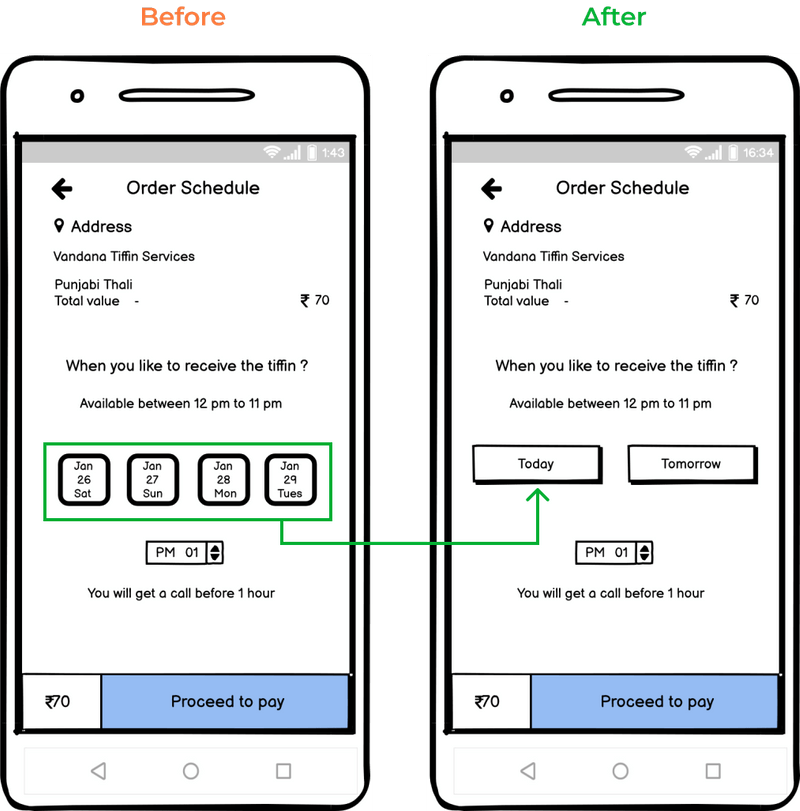 Before
1:43
Order Schedule
Address
Vandana Tiffin Services
Punjabi Thali
Total value - ₹ 70
When you like to receive the tiffin ?
Available between 12 pm to 11 pm
Jan 26 Sat
Jan 27 Sun
Jan 28 Mon
Jan 29 Tues
PM 01
You will get a call before 1 hour
₹70 Proceed to pay
After
16:34
Order Schedule
Address
Vandana Tiffin Services
Punjabi Thali
Total value - ₹ 70
When you like to receive the tiffin ?
Available between 12 pm to 11 pm
Today Tomorrow
PM 01
You will get a call before 1 hour
₹70 Proceed to pay